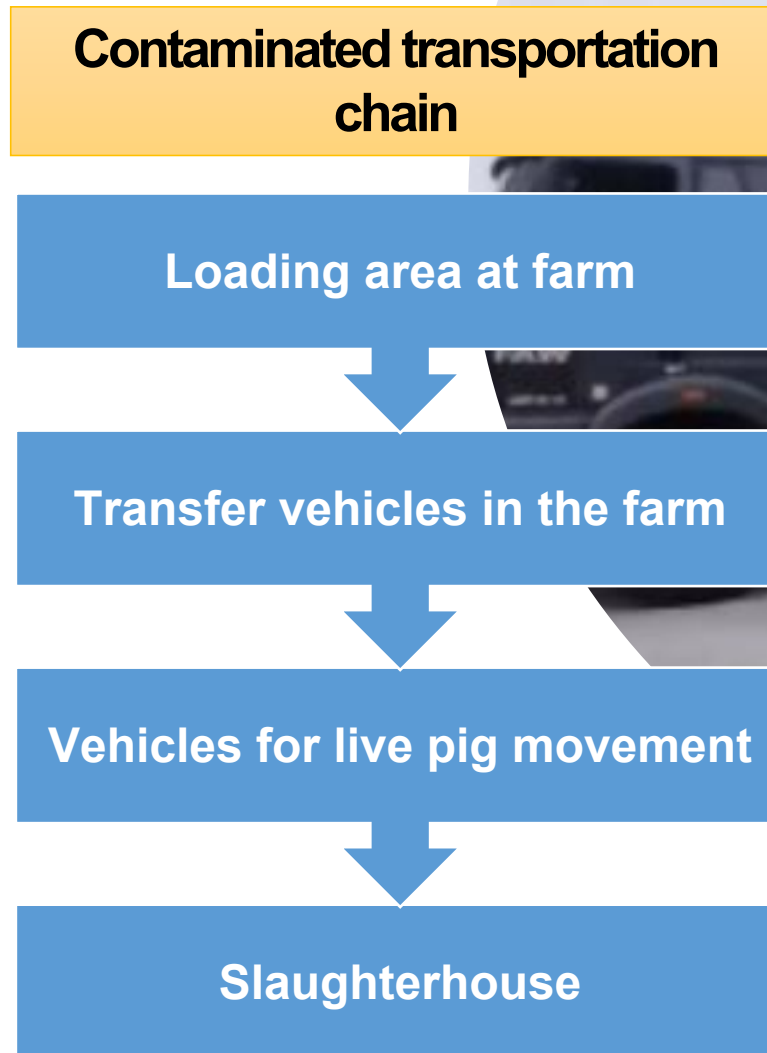 Contaminated transportation
chain
Loading area at farm
Transfer vehicles in the farm
Vehicles for live pig movement
Slaughterhouse